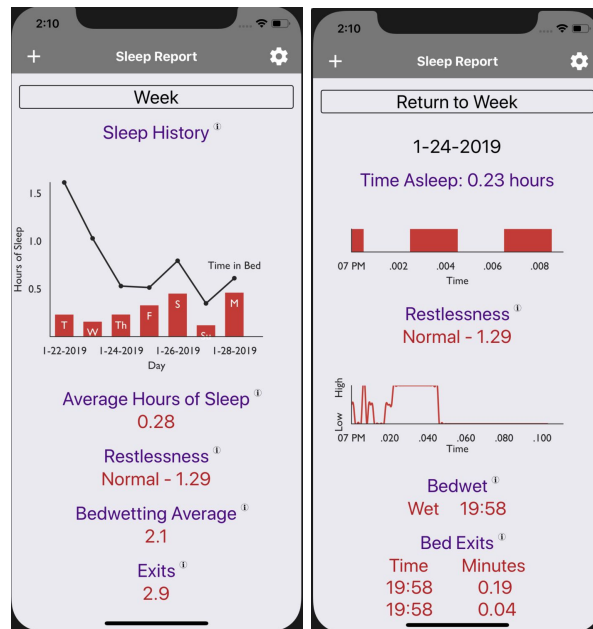 2:10
Sleep Report
Week
Sleep History
1.5
1.0
0.5
Hours of Sleep
Time in Bed
T W Th F S Su M
1-22-2019 1-24-2019 1-26-2019 1-28-2019
Day
Average Hours of Sleep
0.28
Restlessness
Normal - 1.29
Bedwetting Average
2.1
Exits
2.9
2:10
Sleep Report
Return to Week
1-24-2019
Time Asleep: 0.23 hours
07 PM .002 .004 .006 .008
Time
Restlessness
Normal - 1.29
High
Low
07 PM .020 .040 .060 .080 .100
Time
Bedwet
Wet 19:58
Bed Exits
Time Minutes
19:58 0.19
19:58 0.04